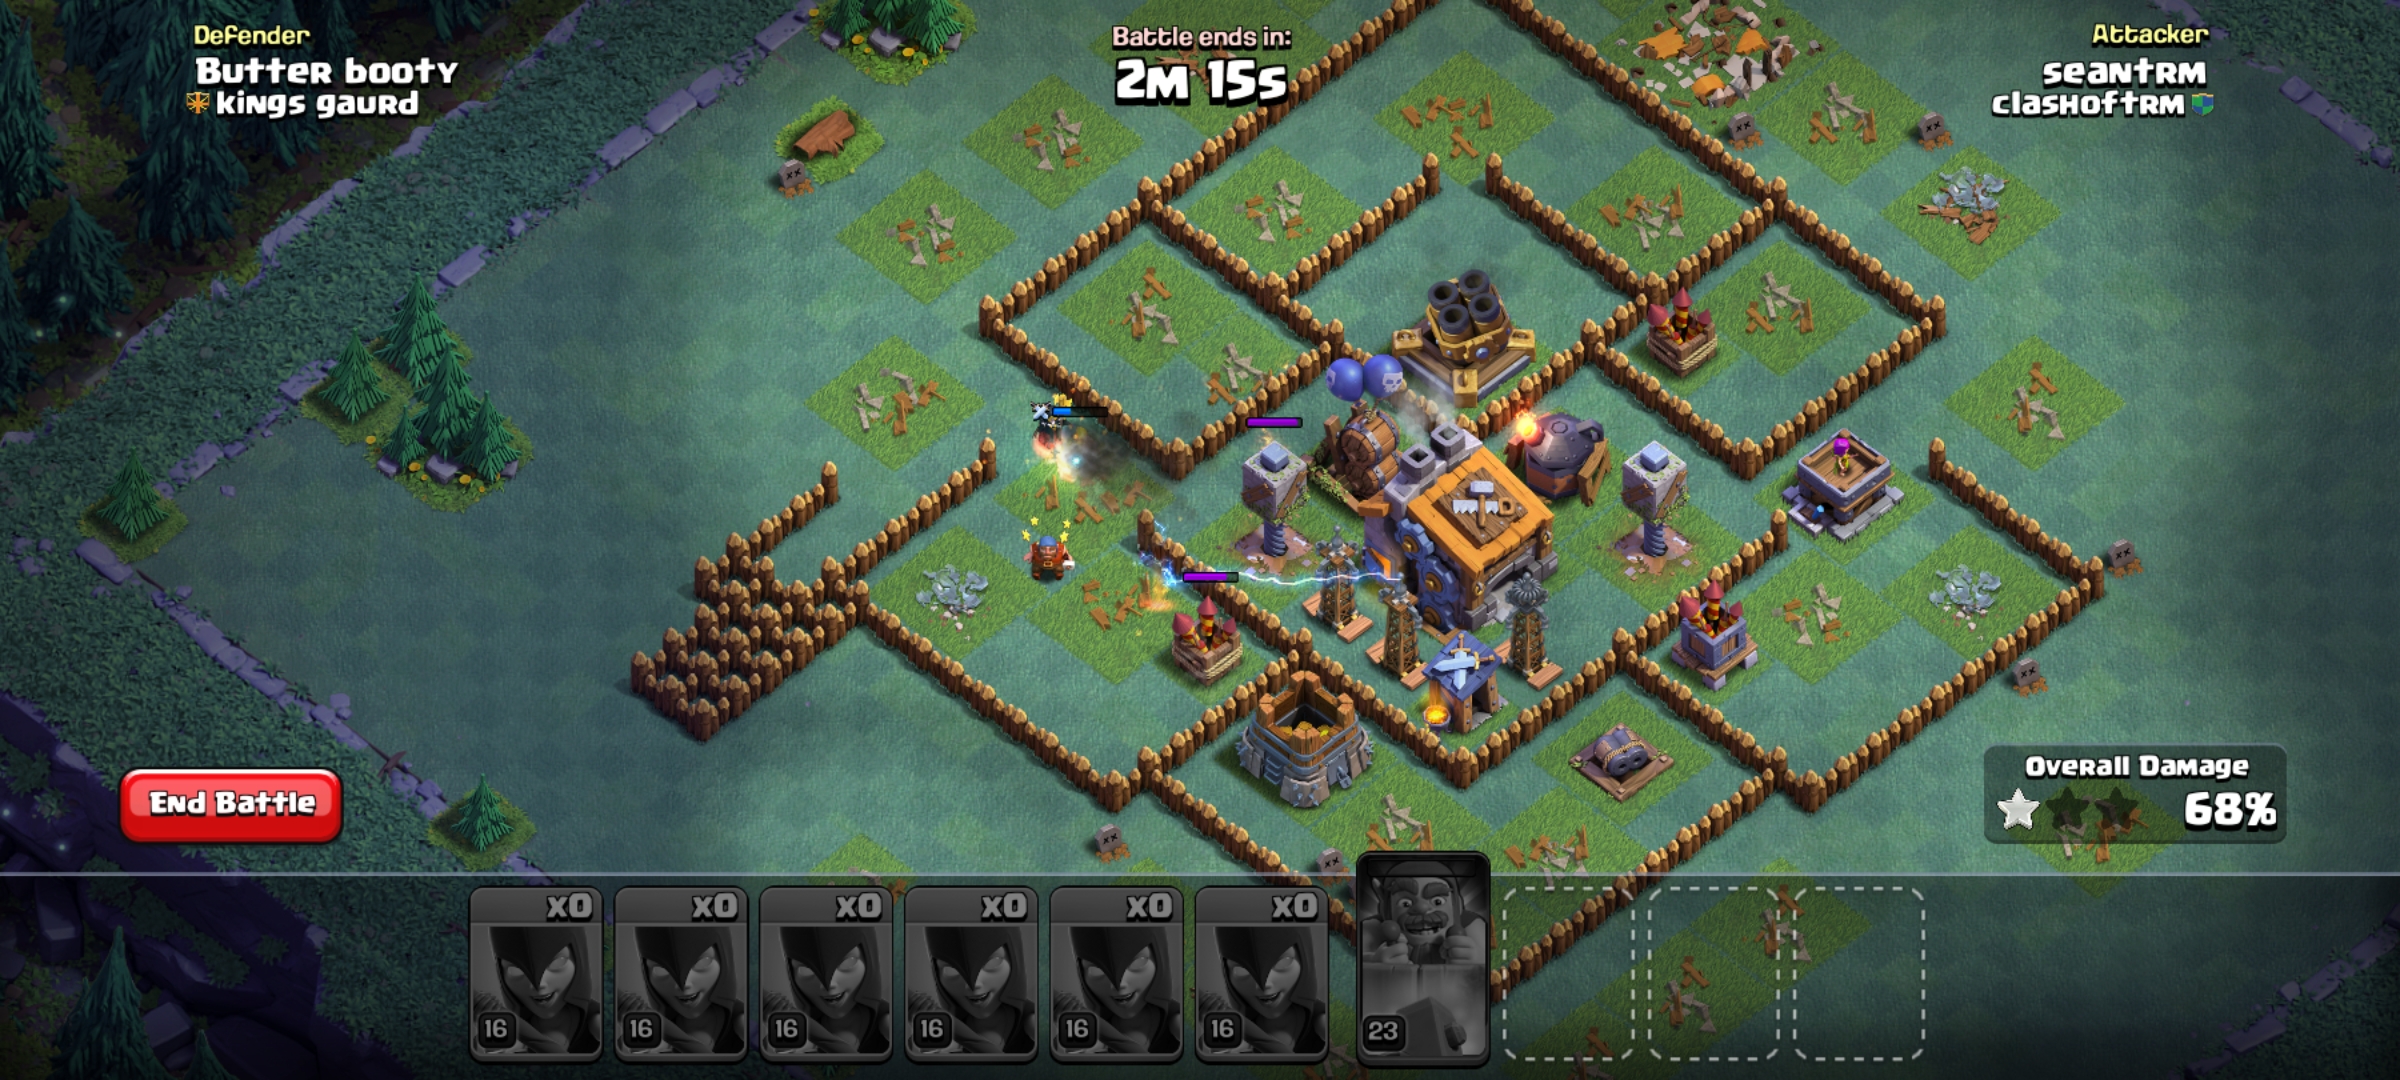 Defender
Butter booty
kings gaurd
Battle ends in:
2M 15s
Attacker
seantrm
clashoftrm
End Battle
Overall Damage
68%
x0
x0
x0
x0
x0
x0
16
16
16
16
16
16
23